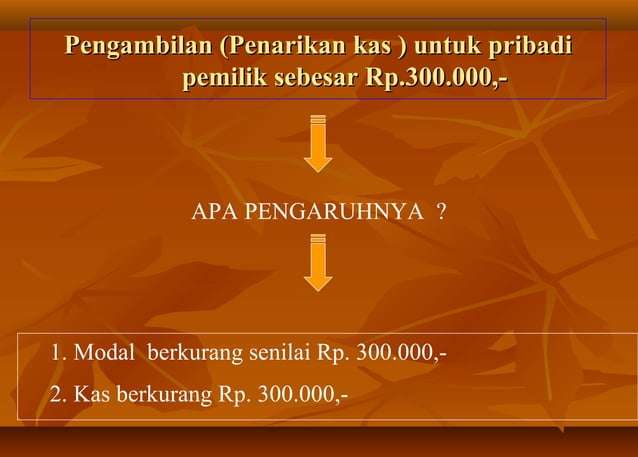 Pengambilan (Penarikan kas ) untuk pribadi
pemilik sebesar Rp.300.000,-
APA PENGARUHNYA ?
1. Modal berkurang senilai Rp. 300.000,-
2. Kas berkurang Rp. 300.000,-